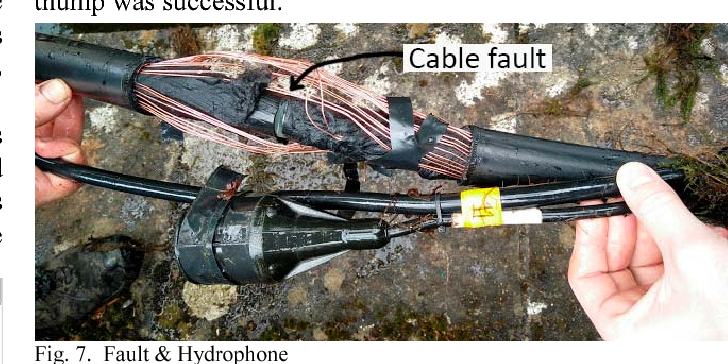 thump was successful.
Cable fault
Fig. 7. Fault & Hydrophone